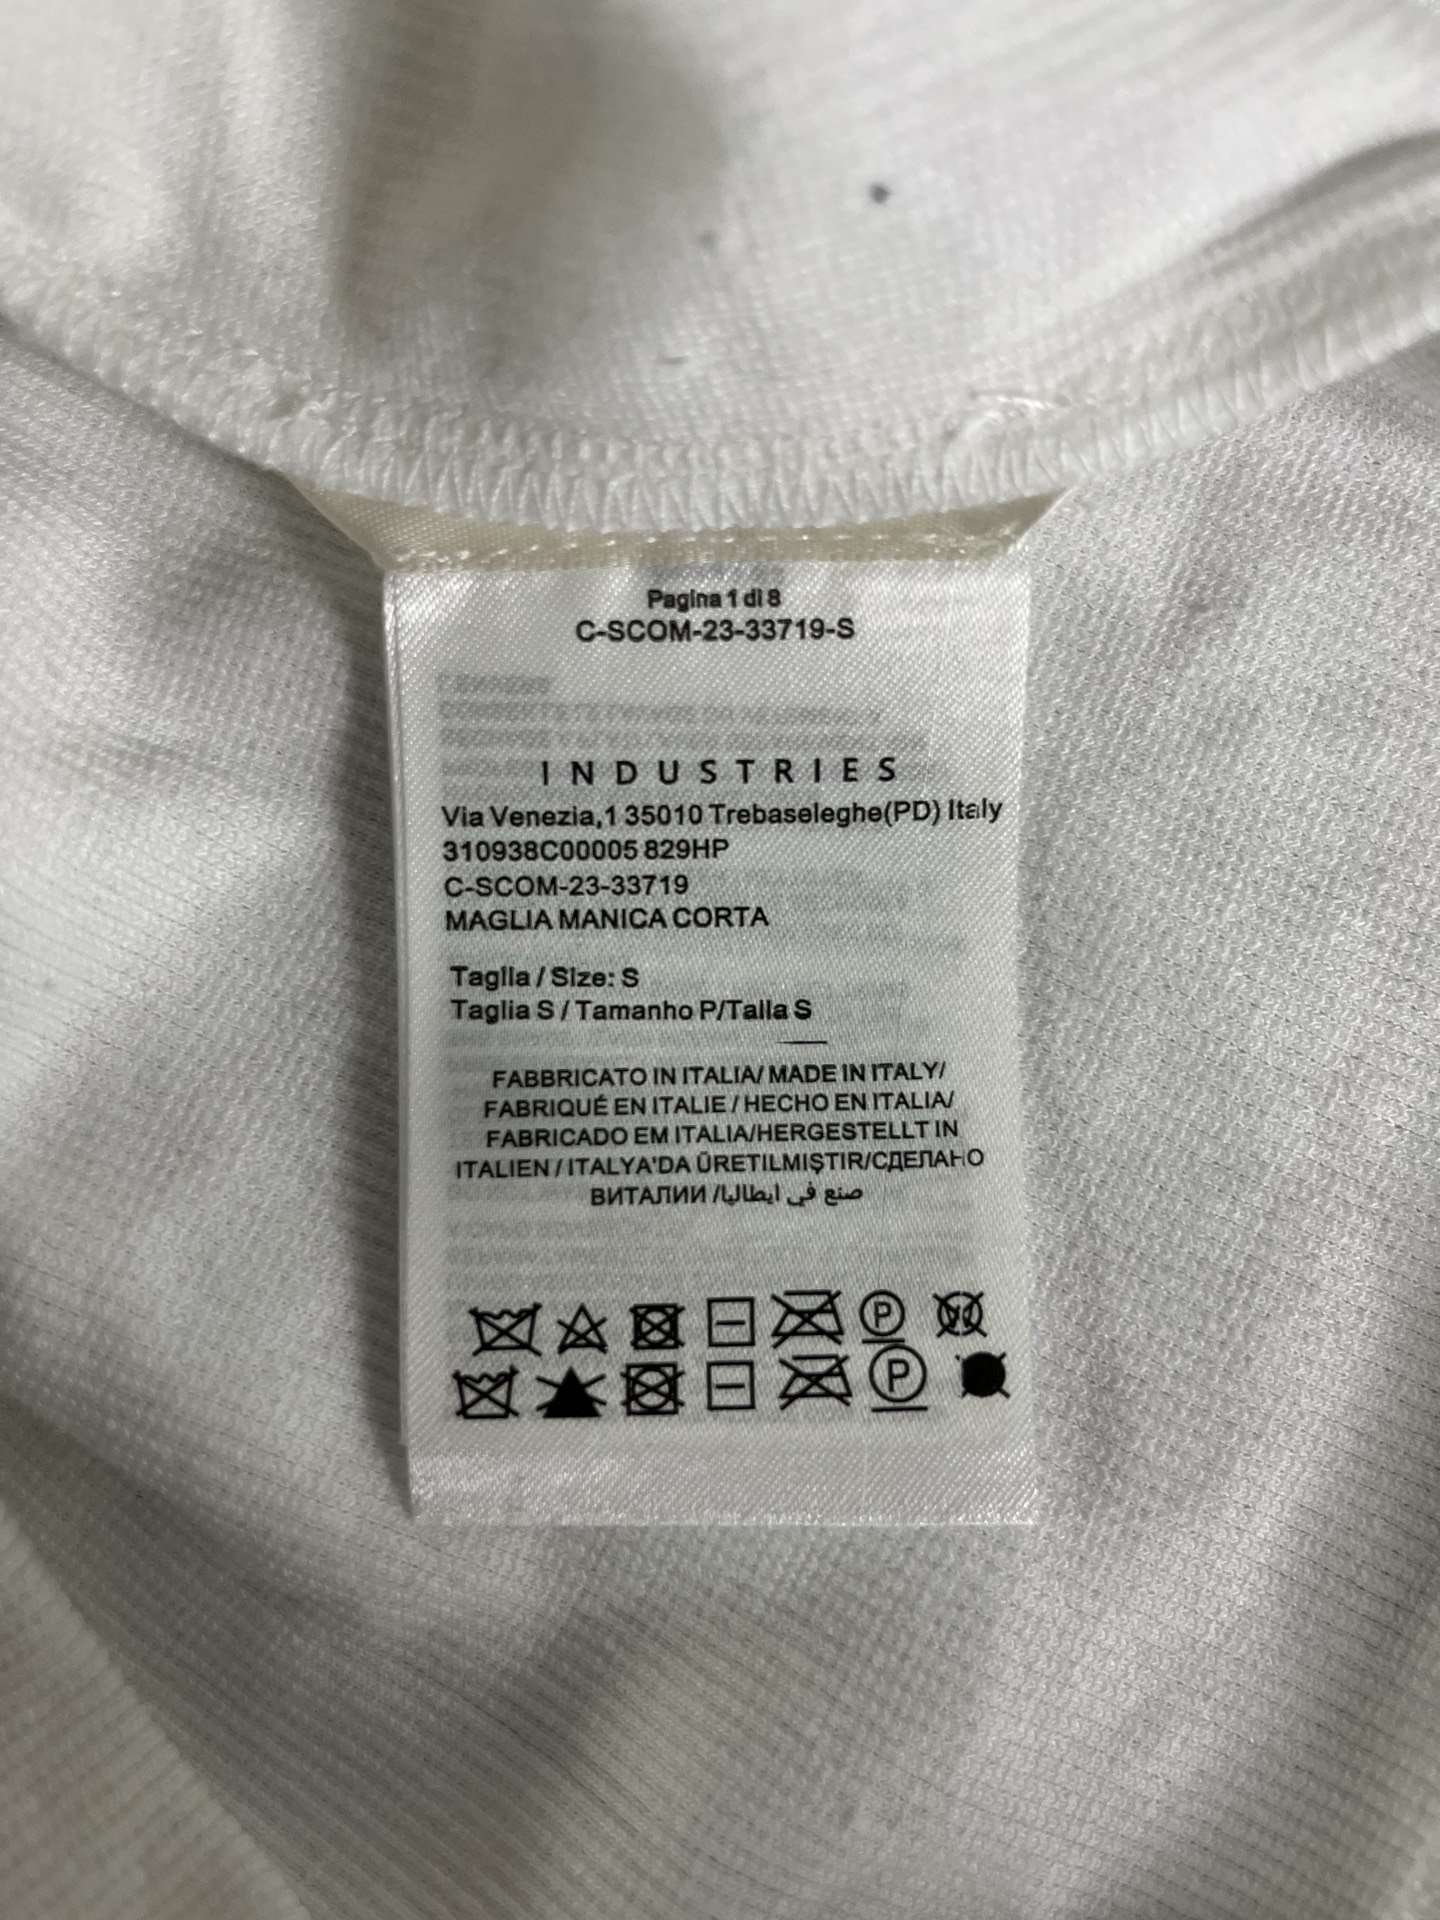 Pagina 1 di 8
C-SCOM-23-33719-S
INDUSTRIES
Via Venezia,1 35010 Trebaseleghe(PD) Italy
310938C00005 829HP
C-SCOM-23-33719
MAGLIA MANICA CORTA
Taglia / Size: S
Taglia S / Tamanho P/Talla S
FABBRICATO IN ITALIA/ MADE IN ITALY/
FABRIQUÉ EN ITALIE / HECHO EN ITALIA/
FABRICADO EM ITALIA/HERGESTELLT IN
ITALIEN / ITALYA'DA ÜRETILMIŞTIR/СДЕЛАНО
ВИТАЛИИ /صنع في ايطاليا
P
P